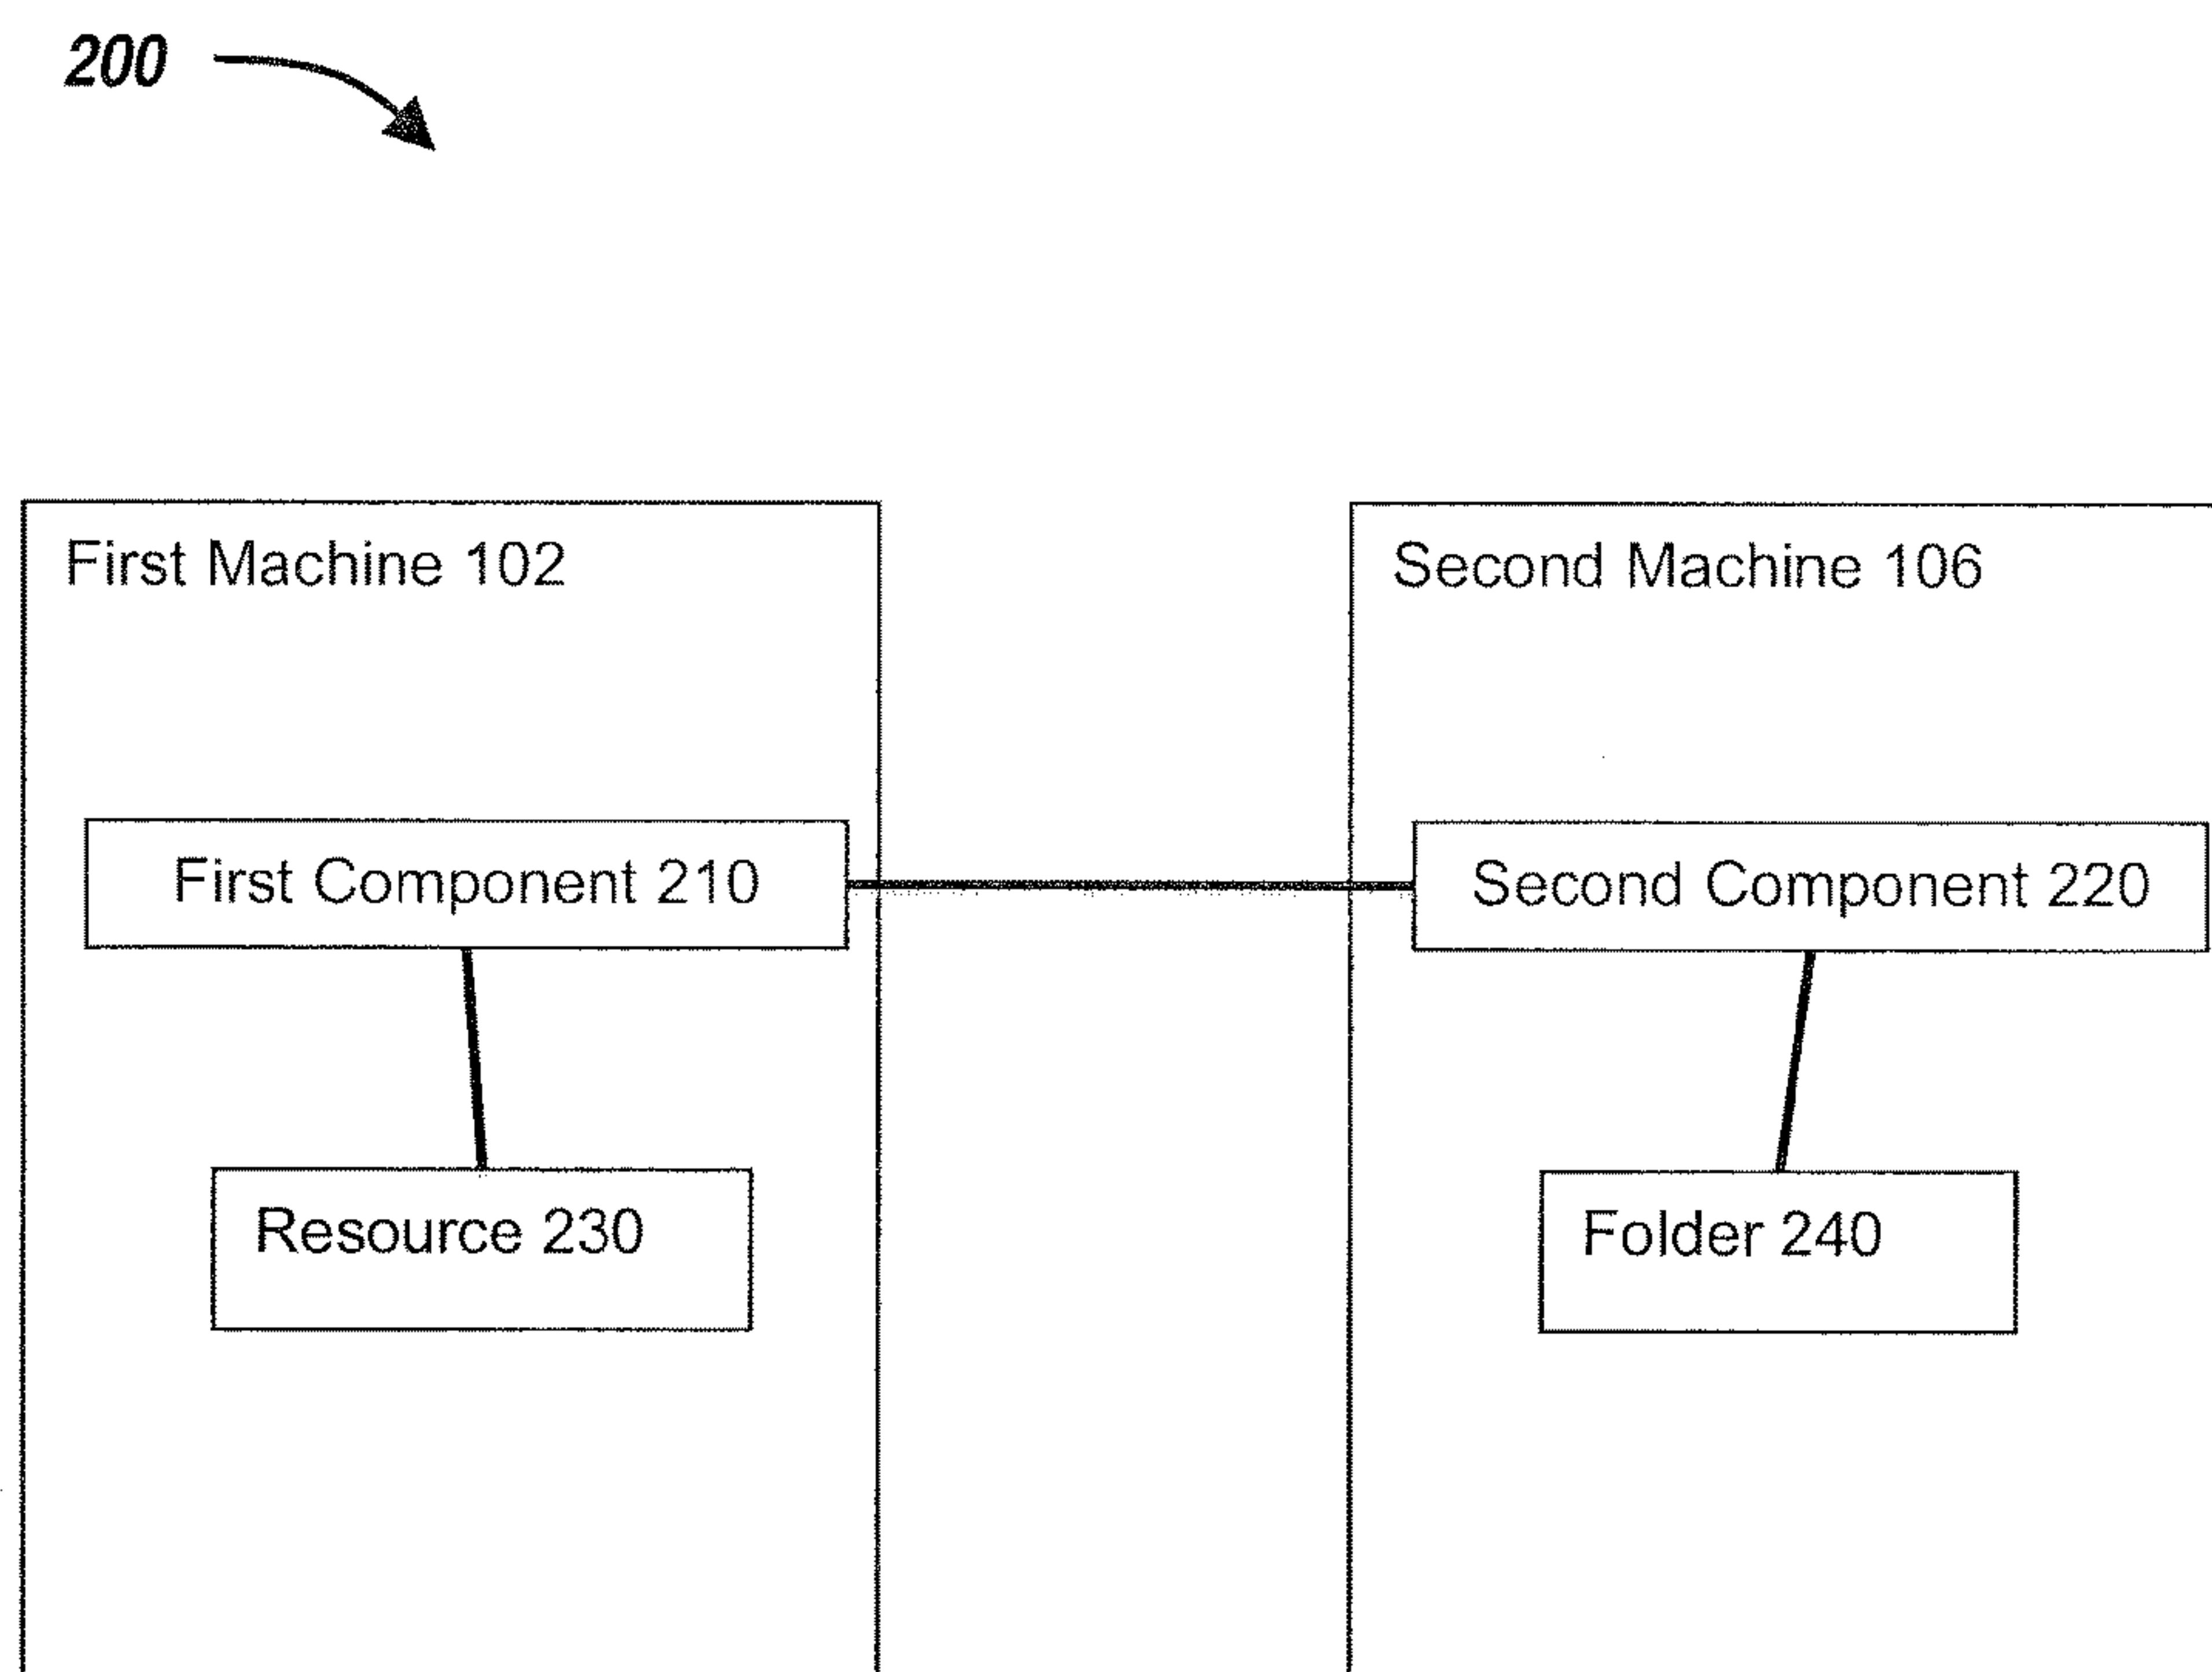 200
First Machine 102
Second Machine 106
First Component 210
Second Component 220
Resource 230
Folder 240